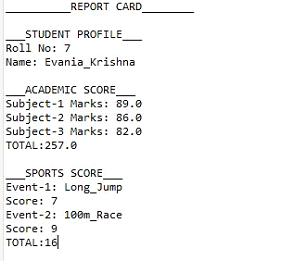 __________REPORT CARD________
___STUDENT PROFILE___
Roll No: 7
Name: Evania_Krishna
___ACADEMIC SCORE___
Subject-1 Marks: 89.0
Subject-2 Marks: 86.0
Subject-3 Marks: 82.0
TOTAL:257.0
___SPORTS SCORE___
Event-1: Long_Jump
Score: 7
Event-2: 100m_Race
Score: 9
TOTAL:16